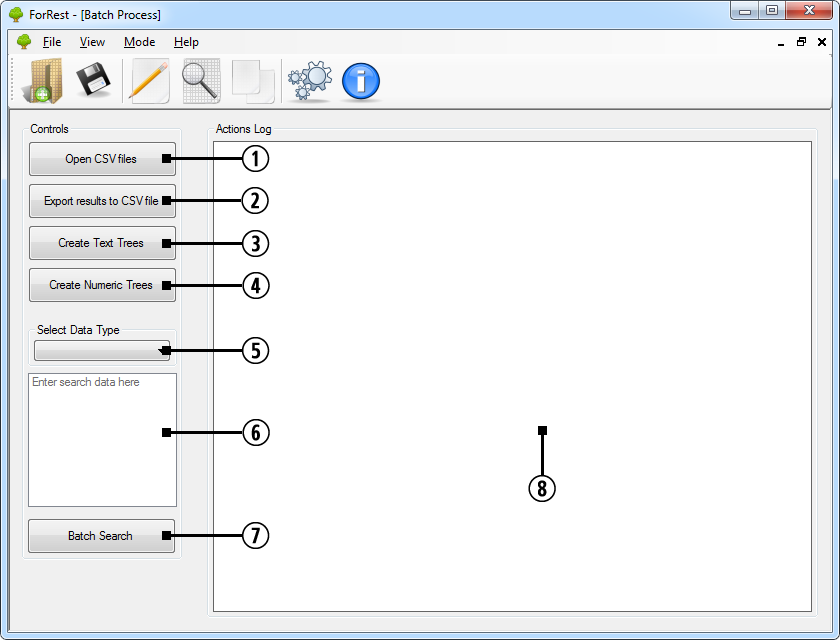 ForRest - [Batch Process]
File View Mode Help
Controls
Actions Log
Open CSV files
1
Export results to CSV file
2
Create Text Trees
3
Create Numeric Trees
4
Select Data Type
5
Enter search data here
6
8
Batch Search
7